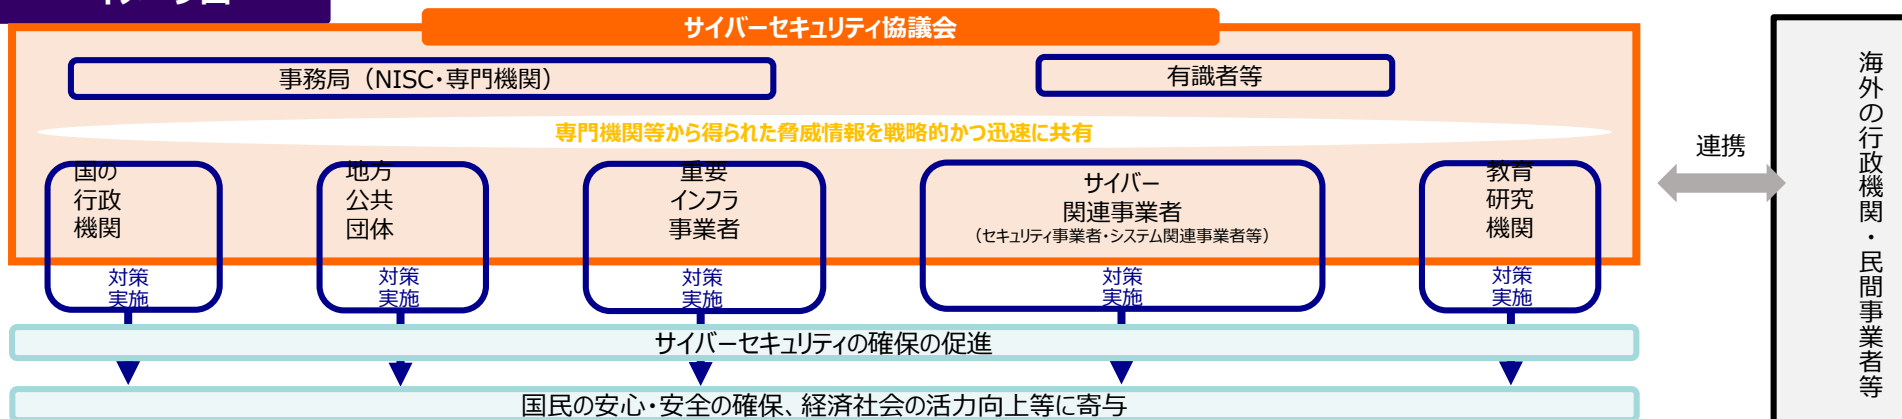 サイバーセキュリティ協議会
事務局（NISC・専門機関）
有識者等
専門機関等から得られた脅威情報を戦略的かつ迅速に共有
国の
行政
機関
対策
実施
地方
公共
団体
対策
実施
重要
インフラ
事業者
対策
実施
サイバー
関連事業者
（セキュリティ事業者・システム関連事業者等）
対策
実施
教育
研究
機関
対策
実施
連携
海外の行政機関・民間事業者等
サイバーセキュリティの確保の促進
国民の安心・安全の確保、経済社会の活力向上等に寄与